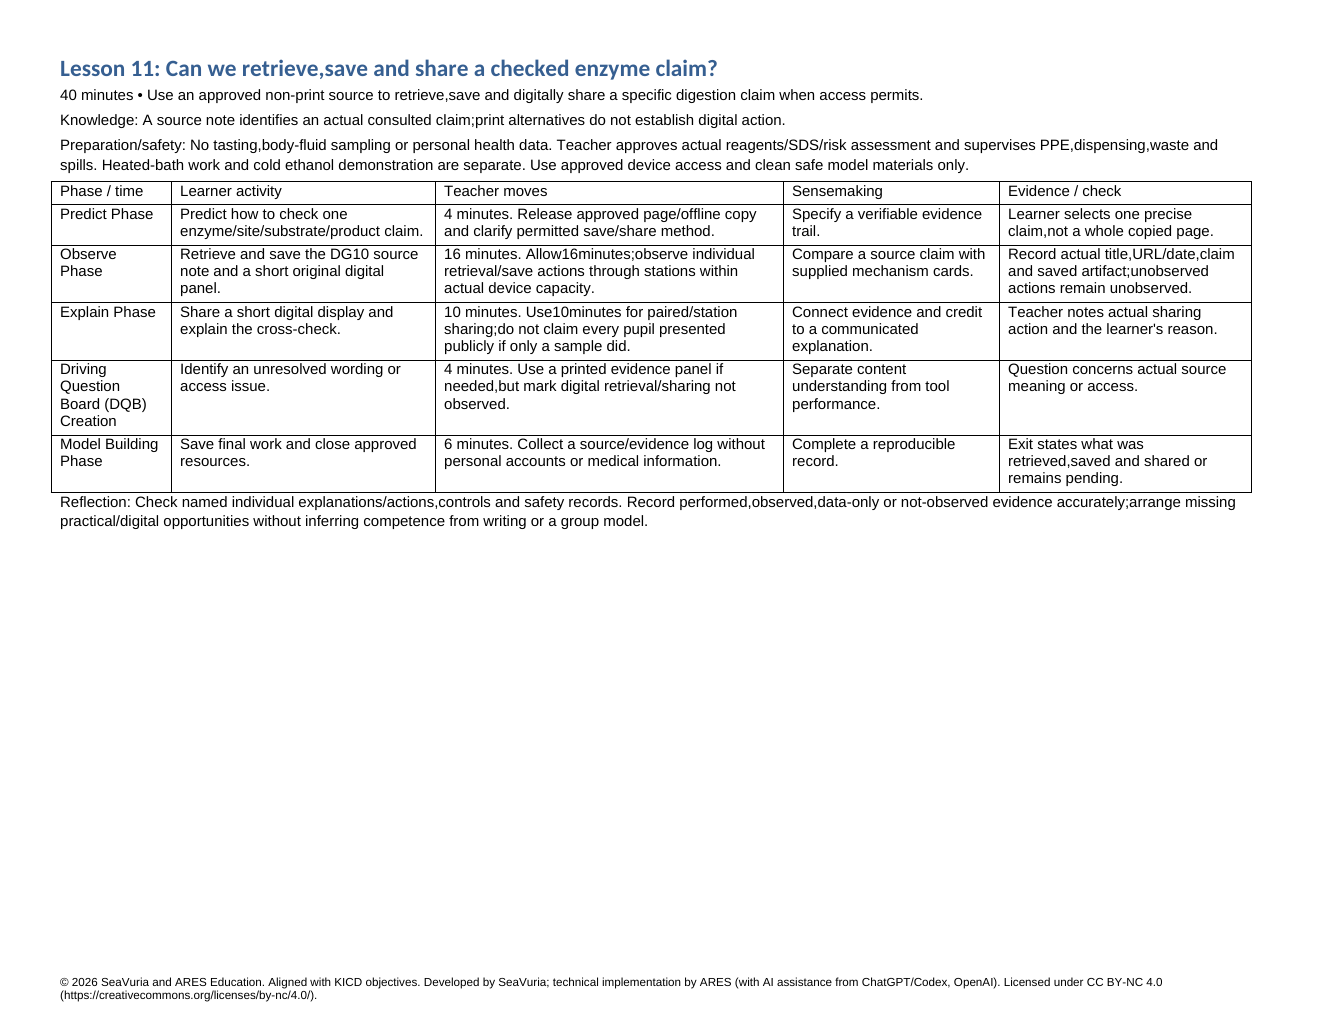 Lesson 11: Can we retrieve,save and share a checked enzyme claim?
40 minutes • Use an approved non-print source to retrieve,save and digitally share a specific digestion claim when access permits.
Knowledge: A source note identifies an actual consulted claim;print alternatives do not establish digital action.
Preparation/safety: No tasting,body-fluid sampling or personal health data. Teacher approves actual reagents/SDS/risk assessment and supervises PPE,dispensing,waste and
spills. Heated-bath work and cold ethanol demonstration are separate. Use approved device access and clean safe model materials only.
Phase / time
Learner activity
Teacher moves
Sensemaking
Evidence / check
Predict Phase
Predict how to check one
enzyme/site/substrate/product claim.
4 minutes. Release approved page/offline copy
and clarify permitted save/share method.
Specify a verifiable evidence
trail.
Learner selects one precise
claim,not a whole copied page.
Observe
Phase
Retrieve and save the DG10 source
note and a short original digital
panel.
16 minutes. Allow16minutes;observe individual
retrieval/save actions through stations within
actual device capacity.
Compare a source claim with
supplied mechanism cards.
Record actual title,URL/date,claim
and saved artifact;unobserved
actions remain unobserved.
Explain Phase
Share a short digital display and
explain the cross-check.
10 minutes. Use10minutes for paired/station
sharing;do not claim every pupil presented
publicly if only a sample did.
Connect evidence and credit
to a communicated
explanation.
Teacher notes actual sharing
action and the learner's reason.
Driving
Question
Board (DQB)
Creation
Identify an unresolved wording or
access issue.
4 minutes. Use a printed evidence panel if
needed,but mark digital retrieval/sharing not
observed.
Separate content
understanding from tool
performance.
Question concerns actual source
meaning or access.
Model Building
Phase
Save final work and close approved
resources.
6 minutes. Collect a source/evidence log without
personal accounts or medical information.
Complete a reproducible
record.
Exit states what was
retrieved,saved and shared or
remains pending.
Reflection: Check named individual explanations/actions,controls and safety records. Record performed,observed,data-only or not-observed evidence accurately;arrange missing
practical/digital opportunities without inferring competence from writing or a group model.
© 2026 SeaVuria and ARES Education. Aligned with KICD objectives. Developed by SeaVuria; technical implementation by ARES (with AI assistance from ChatGPT/Codex, OpenAI). Licensed under CC BY-NC 4.0
(https://creativecommons.org/licenses/by-nc/4.0/).